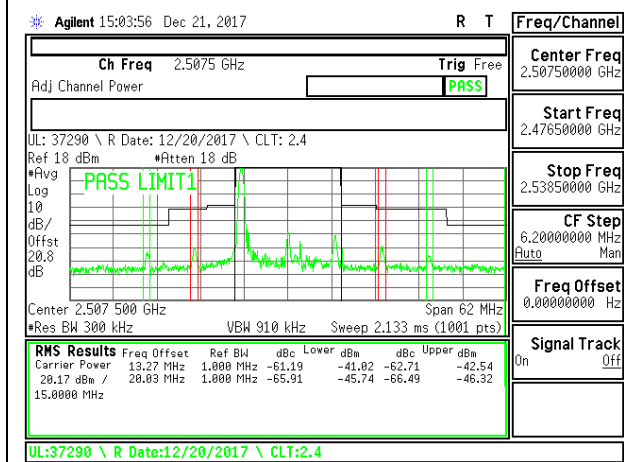 Agilent 15:03:56 Dec 21, 2017 R T
Ch Freq 2.5075 GHz Trig Free
Adj Channel Power PASS
UL: 37290 \ R Date: 12/20/2017 \ CLT: 2.4
Ref 18 dBm #Atten 18 dB
#Avg
Log
10
dB/
Offst
20.8
dB
PASS LIMIT1
Center 2.507 500 GHz Span 62 MHz
#Res BW 300 kHz VBW 910 kHz Sweep 2.133 ms (1001 pts)
RMS Results Freq Offset Ref BW dBc Lower dBm dBc Upper dBm
Carrier Power 13.27 MHz 1.000 MHz -61.19 -41.02 -62.71 -42.54
20.17 dBm / 20.03 MHz 1.000 MHz -65.91 -45.74 -66.49 -46.32
15.0000 MHz
UL:37290 \ R Date:12/20/2017 \ CLT:2.4
Freq/Channel
Center Freq
2.50750000 GHz
Start Freq
2.47650000 GHz
Stop Freq
2.53850000 GHz
CF Step
6.20000000 MHz
Auto Man
Freq Offset
0.00000000 Hz
Signal Track
On Off